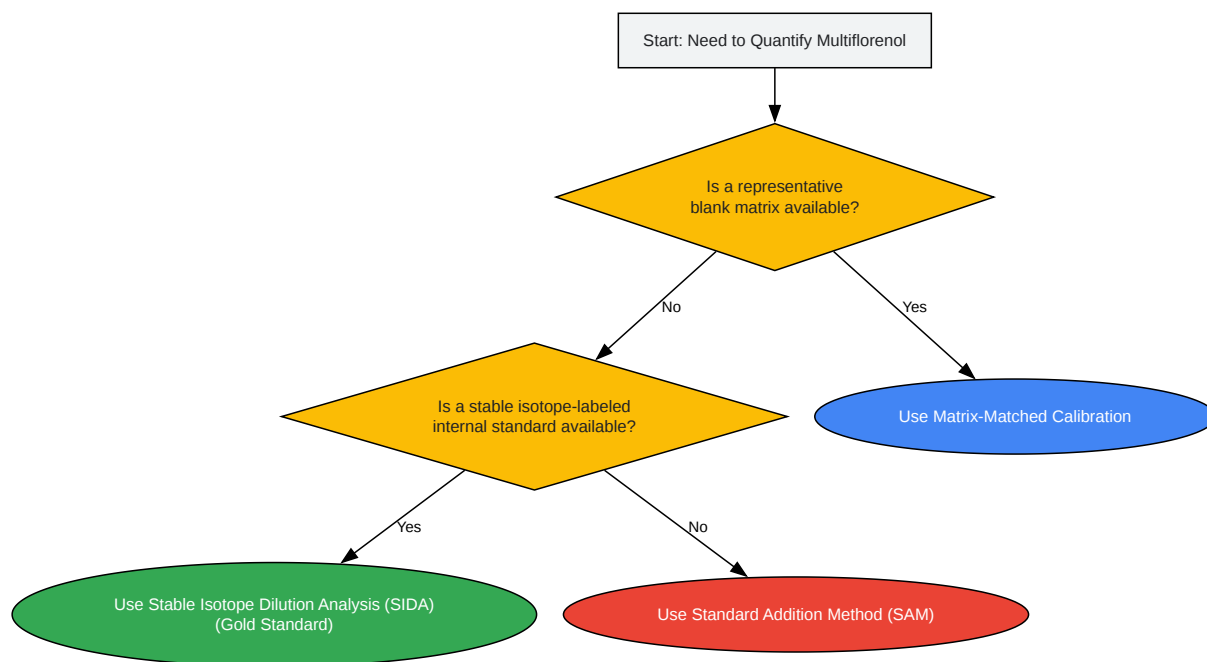 Start: Need to Quantify Multiflorenol
Is a representative
blank matrix available?
No
Yes
Is a stable isotope-labeled
internal standard available?
Use Matrix-Matched Calibration
Yes
No
Use Stable Isotope Dilution Analysis (SIDA)
(Gold Standard)
Use Standard Addition Method (SAM)